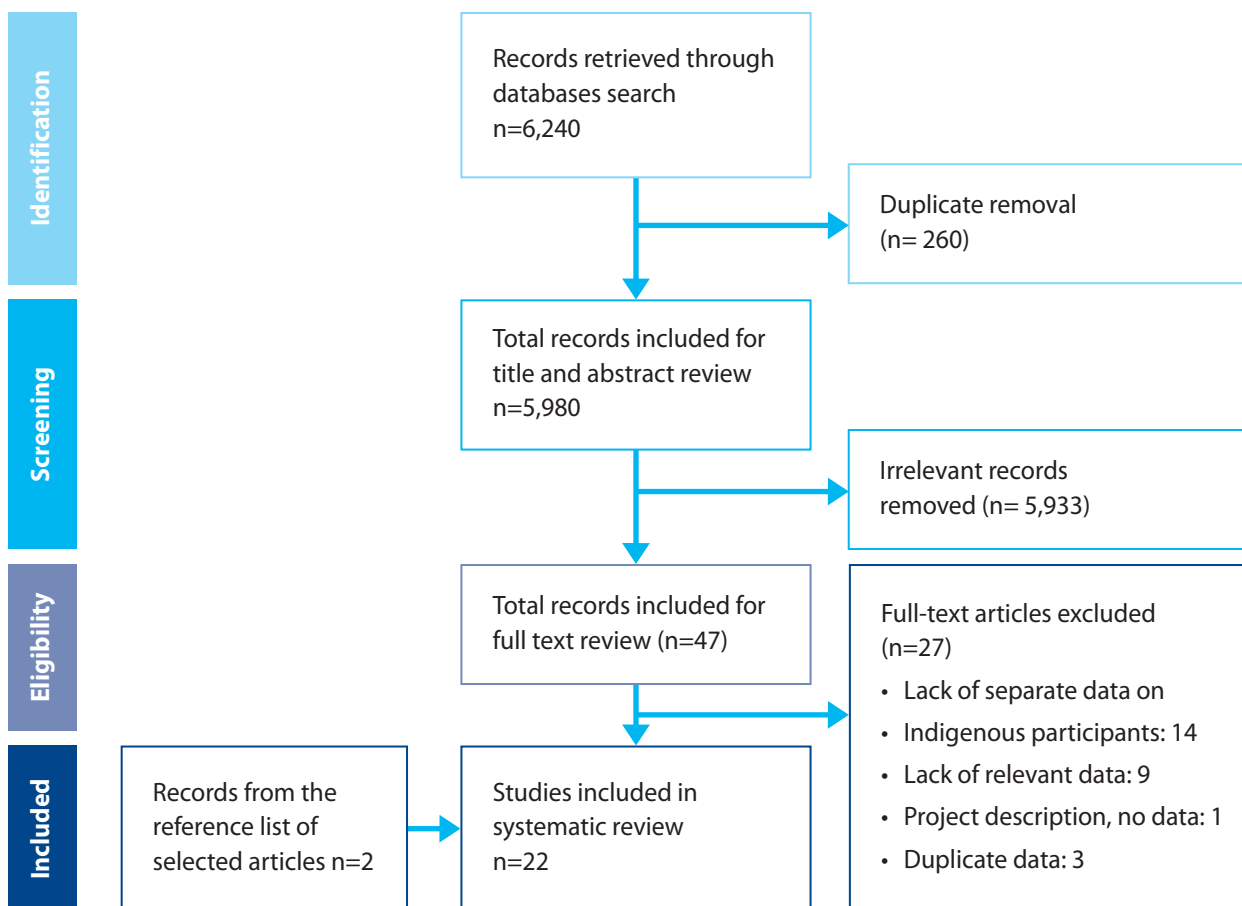 Identification
Records retrieved through
databases search
n=6,240
Duplicate removal
(n= 260)
Screening
Total records included for
title and abstract review
n=5,980
Irrelevant records
removed (n= 5,933)
Eligibility
Total records included for
full text review (n=47)
Full-text articles excluded
(n=27)
• Lack of separate data on
• Indigenous participants: 14
• Lack of relevant data: 9
• Project description, no data: 1
• Duplicate data: 3
Included
Records from the
reference list of
selected articles n=2
Studies included in
systematic review
n=22